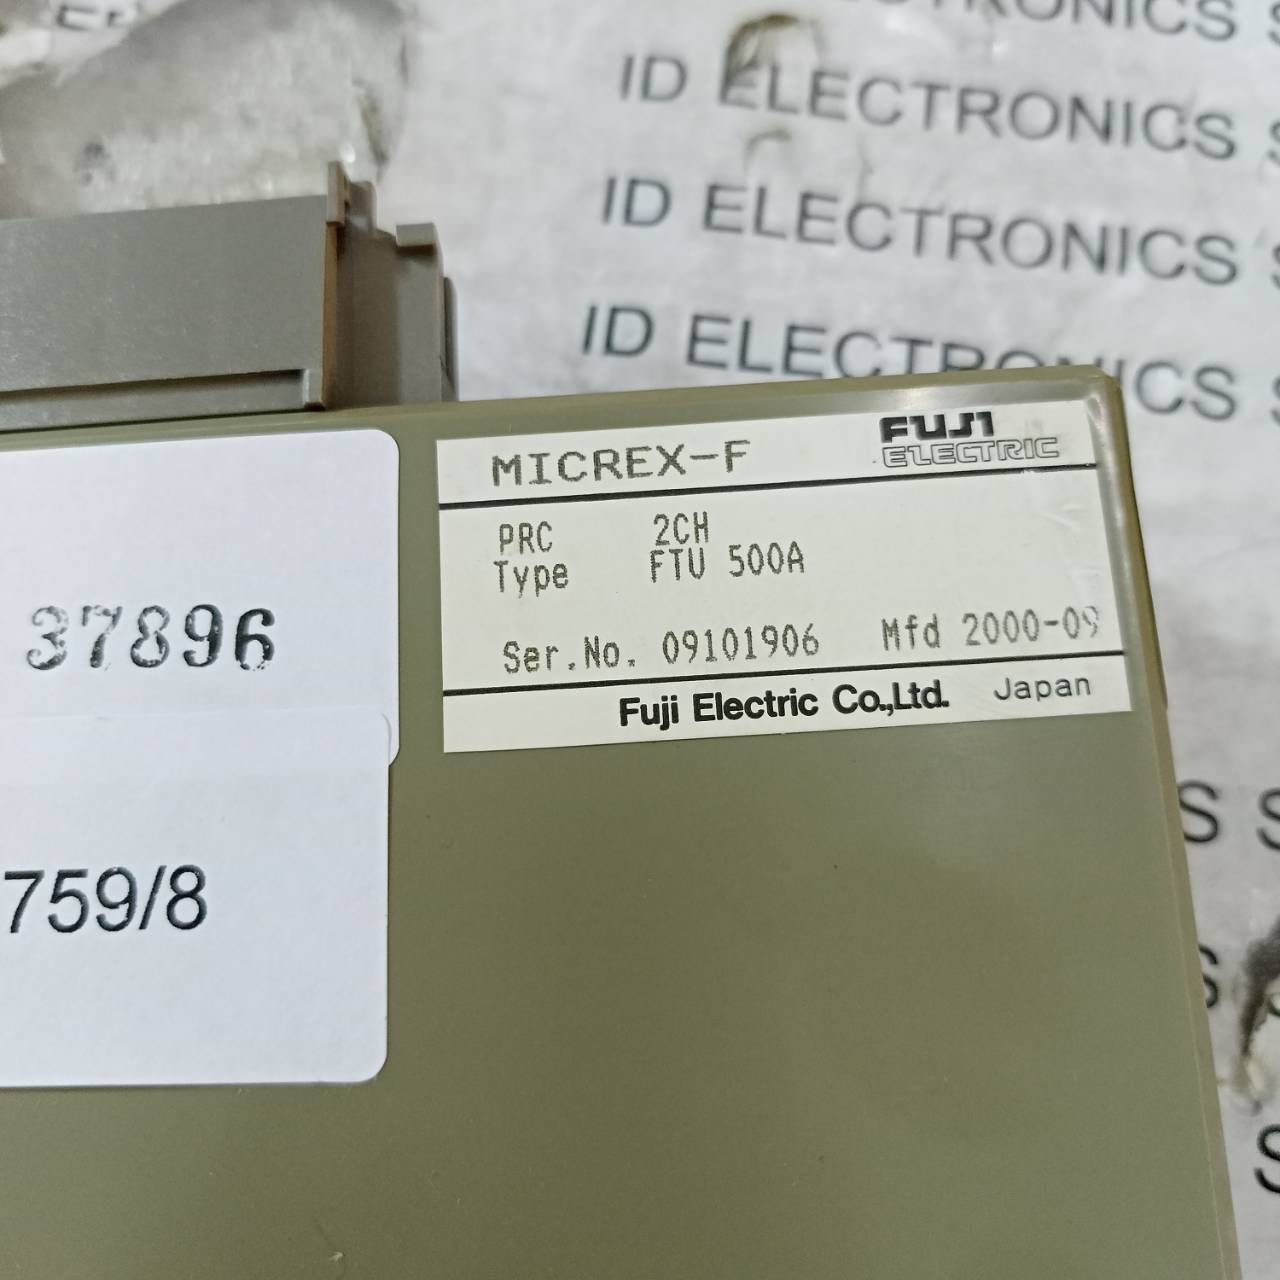 ID ELECTRONICS S
ID ELECTRONICS S
ID ELECTRONICS S
MICREX-F
FUJI
ELECTRIC
PRC 2CH
Type FTU 500A
Ser.No. 09101906 Mfd 2000-09
Fuji Electric Co.,Ltd. Japan
37896
759/8
S S
S
S